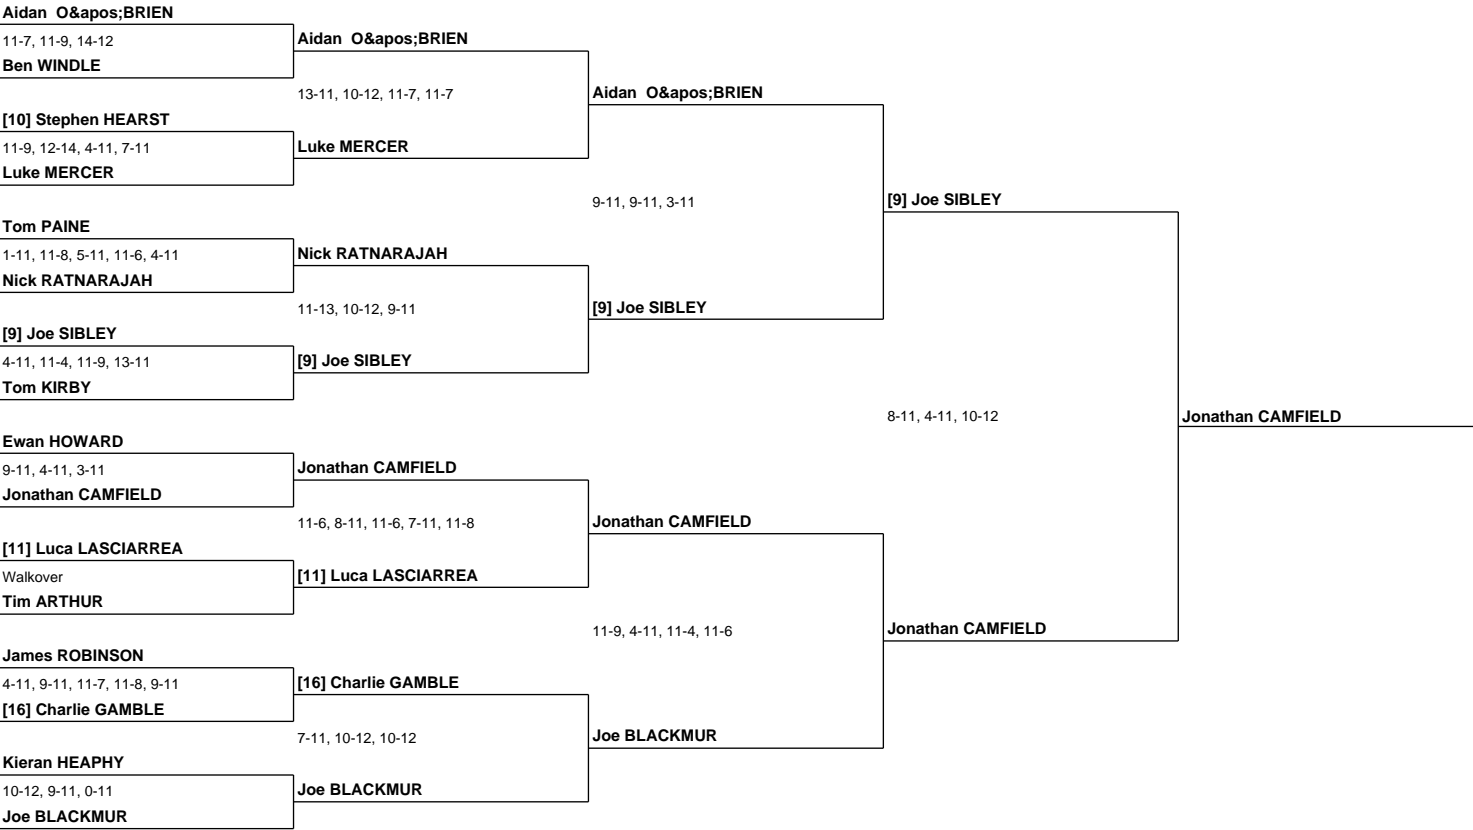 Aidan  O&apos;BRIEN
11-7, 11-9, 14-12
Ben WINDLE
[10] Stephen HEARST
11-9, 12-14, 4-11, 7-11
Luke MERCER
Tom PAINE
1-11, 11-8, 5-11, 11-6, 4-11
Nick RATNARAJAH
[9] Joe SIBLEY
4-11, 11-4, 11-9, 13-11
Tom KIRBY
Ewan HOWARD
9-11, 4-11, 3-11
Jonathan CAMFIELD
[11] Luca LASCIARREA
Walkover
Tim ARTHUR
James ROBINSON
4-11, 9-11, 11-7, 11-8, 9-11
[16] Charlie GAMBLE
Kieran HEAPHY
10-12, 9-11, 0-11
Joe BLACKMUR
Aidan  O&apos;BRIEN
13-11, 10-12, 11-7, 11-7
Luke MERCER
Nick RATNARAJAH
11-13, 10-12, 9-11
[9] Joe SIBLEY
Jonathan CAMFIELD
11-6, 8-11, 11-6, 7-11, 11-8
[11] Luca LASCIARREA
[16] Charlie GAMBLE
7-11, 10-12, 10-12
Joe BLACKMUR
Aidan  O&apos;BRIEN
9-11, 9-11, 3-11
[9] Joe SIBLEY
Jonathan CAMFIELD
11-9, 4-11, 11-4, 11-6
Joe BLACKMUR
[9] Joe SIBLEY
8-11, 4-11, 10-12
Jonathan CAMFIELD
Jonathan CAMFIELD